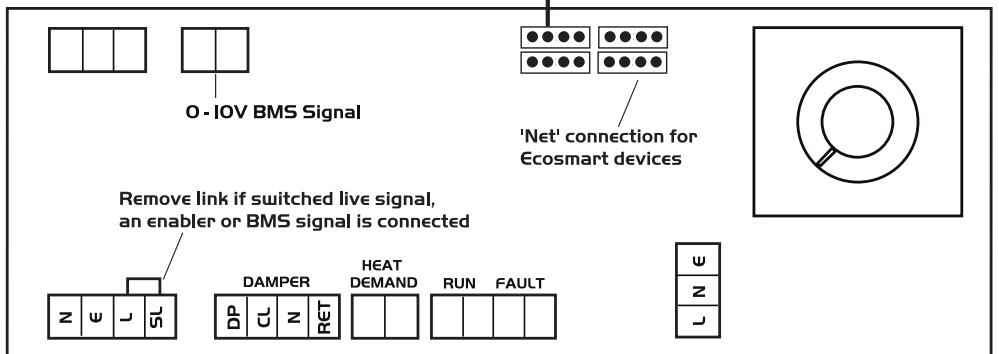 0-10V BMS Signal
'Net' connection for
Ecosmart devices
Remove link if switched live signal,
an enabler or BMS signal is connected
DAMPER
HEAT
DEMAND
RUN FAULT
N E L SL
DP CL N RET
L N E